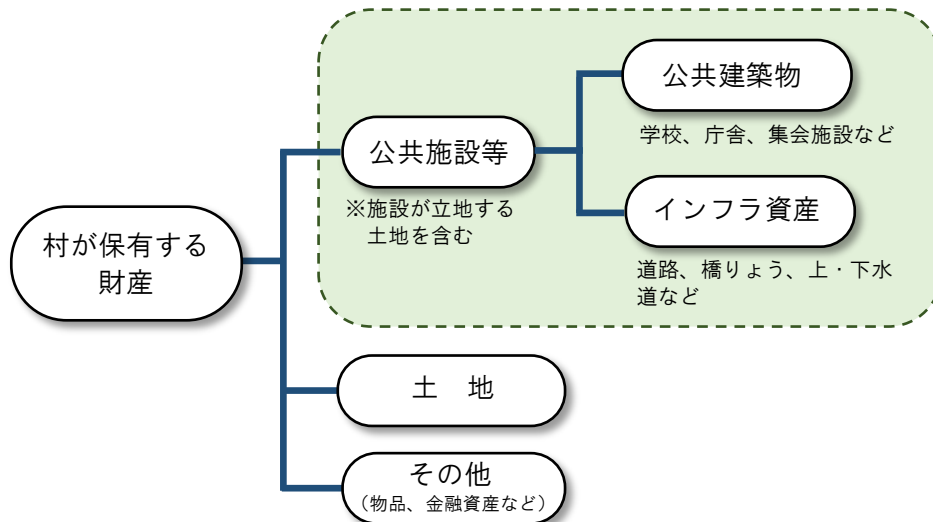 村が保有する
財産
公共施設等
※施設が立地する
土地を含む
公共建築物
学校、庁舎、集会施設など
インフラ資産
道路、橋りょう、上・下水
道など
土　地
その他
（物品、金融資産など）